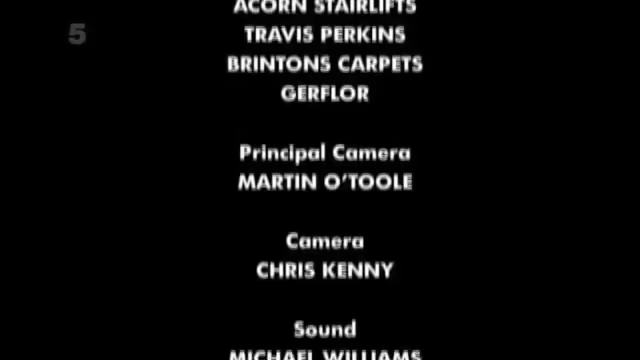 ACORN STAIRLIFTS
5
TRAVIS PERKINS
BRINTONS CARPETS
GERFLOR
Principal Camera
MARTIN O'TOOLE
Camera
CHRIS KENNY
Sound
MICHAEL WILLIAMS